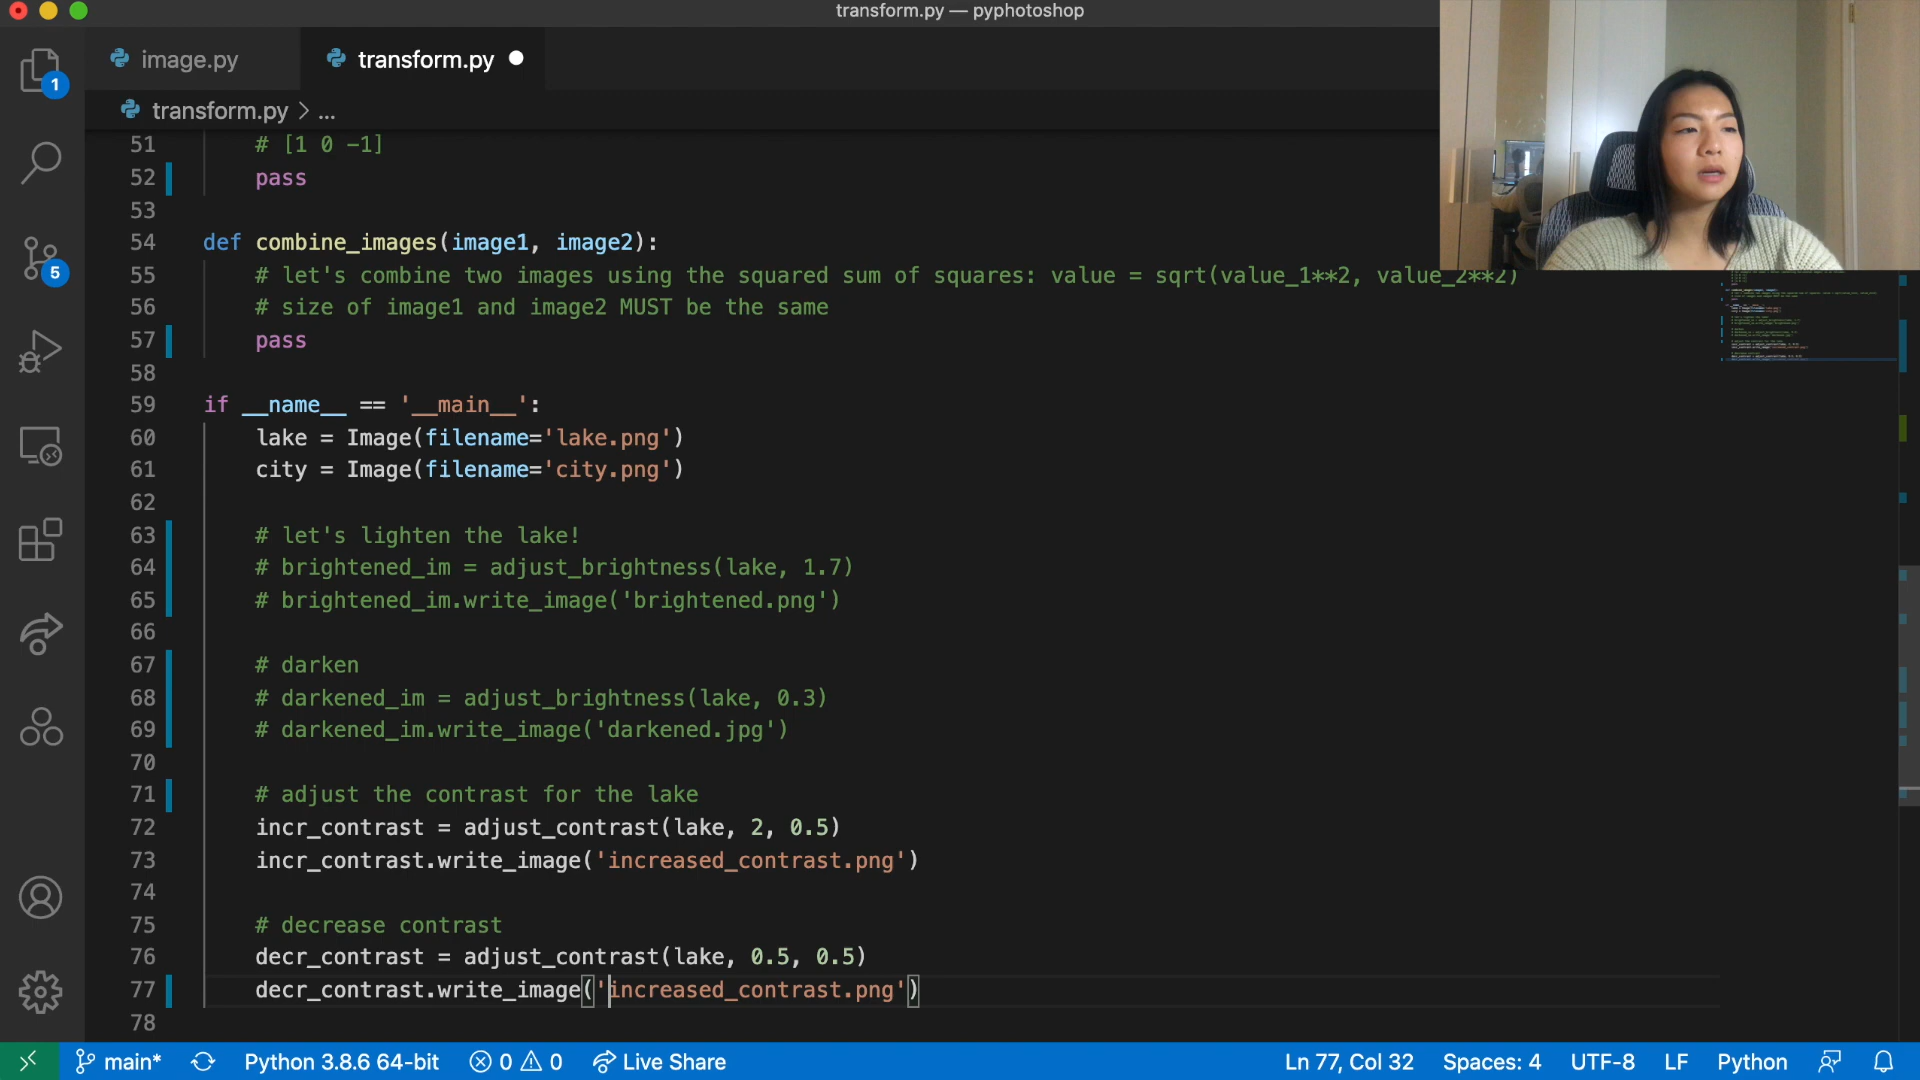 transform.py — pyphotoshop
image.py
transform.py
transform.py > ...
1
5
51 # [1 0 -1]
52 pass
53
54 def combine_images(image1, image2):
55 # let's combine two images using the squared sum of squares: value = sqrt(value_1**2, value_2**2)
56 # size of image1 and image2 MUST be the same
57 pass
58
59 if __name__ == '__main__':
60 lake = Image(filename='lake.png')
61 city = Image(filename='city.png')
62
63 # let's lighten the lake!
64 # brightened_im = adjust_brightness(lake, 1.7)
65 # brightened_im.write_image('brightened.png')
66
67 # darken
68 # darkened_im = adjust_brightness(lake, 0.3)
69 # darkened_im.write_image('darkened.jpg')
70
71 # adjust the contrast for the lake
72 incr_contrast = adjust_contrast(lake, 2, 0.5)
73 incr_contrast.write_image('increased_contrast.png')
74
75 # decrease contrast
76 decr_contrast = adjust_contrast(lake, 0.5, 0.5)
77 decr_contrast.write_image('increased_contrast.png')
78
main* Python 3.8.6 64-bit 0 0 Live Share Ln 77, Col 32 Spaces: 4 UTF-8 LF Python